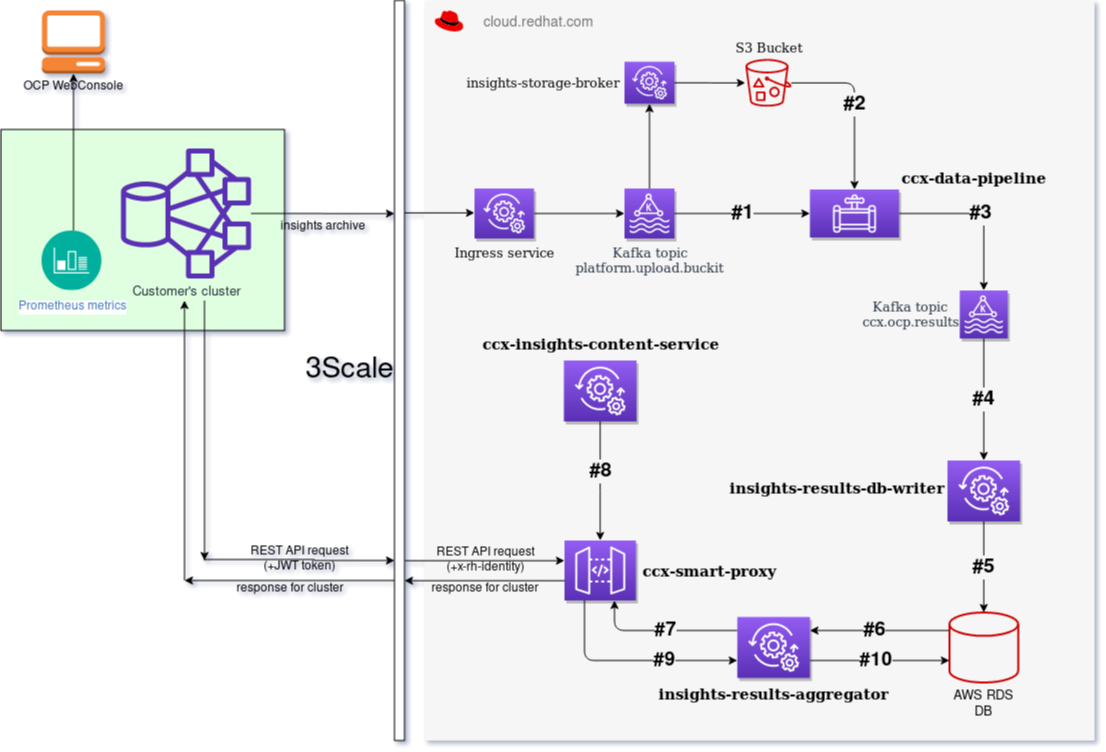 cloud.redhat.com
S3 Bucket
OCP WebConsole
insights-storage-broker
#2
ccx-data-pipeline
#1
#3
insights archive
Ingress service
Kafka topic
platform.upload.buckit
Customer's cluster
Prometheus metrics
Kafka topic
ccx.ocp.results
ccx-insights-content-service
3Scale
#4
#8
insights-results-db-writer
REST API request
(+JWT token)
response for cluster
REST API request
(+x-rh-identity)
response for cluster
ccx-smart-proxy
#5
#7
#6
#9
#10
insights-results-aggregator
AWS RDS
DB